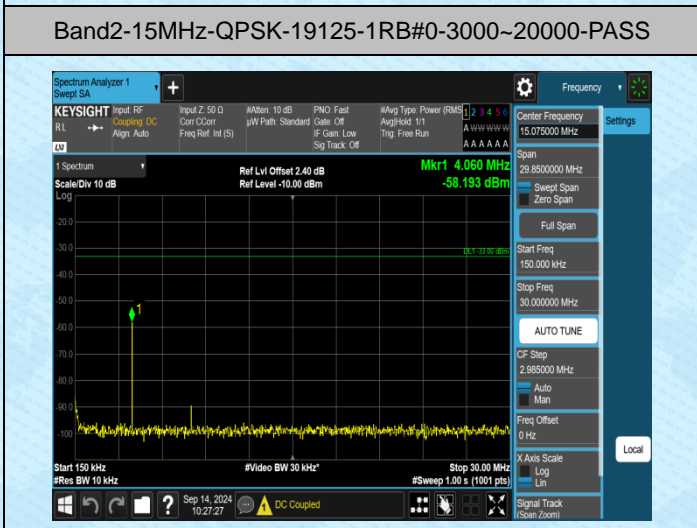 Band2-15MHz-QPSK-19125-1RB#0-3000~20000-PASS
Spectrum Analyzer 1
Swept SA
+
Frequency
KEYSIGHT
RL
LXI
Input: RF
Coupling: DC
Align: Auto
Input Z: 50 Ω
Corr CCorr
Freq Ref: Int (S)
#Atten: 10 dB
µW Path: Standard
PNO: Fast
Gate: Off
IF Gain: Low
Sig Track: Off
#Avg Type: Power (RMS
Avg|Hold: 1/1
Trig: Free Run
1 2 3 4 5 6
A W W W W W
A A A A A A
1 Spectrum
Scale/Div 10 dB
Log
Ref Lvl Offset 2.40 dB
Ref Level -10.00 dBm
Mkr1 4.060 MHz
-58.193 dBm
DL1 -33.00 dBm
-20.0
-30.0
-40.0
-50.0
-60.0
-70.0
-80.0
-90.0
-100
1
Start 150 kHz
#Res BW 10 kHz
#Video BW 30 kHz*
Stop 30.00 MHz
#Sweep 1.00 s (1001 pts)
Center Frequency
15.075000 MHz
Settings
Span
29.8500000 MHz
Swept Span
Zero Span
Full Span
Start Freq
150.000 kHz
Stop Freq
30.000000 MHz
AUTO TUNE
CF Step
2.985000 MHz
Auto
Man
Freq Offset
0 Hz
X Axis Scale
Log
Lin
Local
Signal Track
(Span Zoom)
?
Sep 14, 2024
10:27:27
DC Coupled